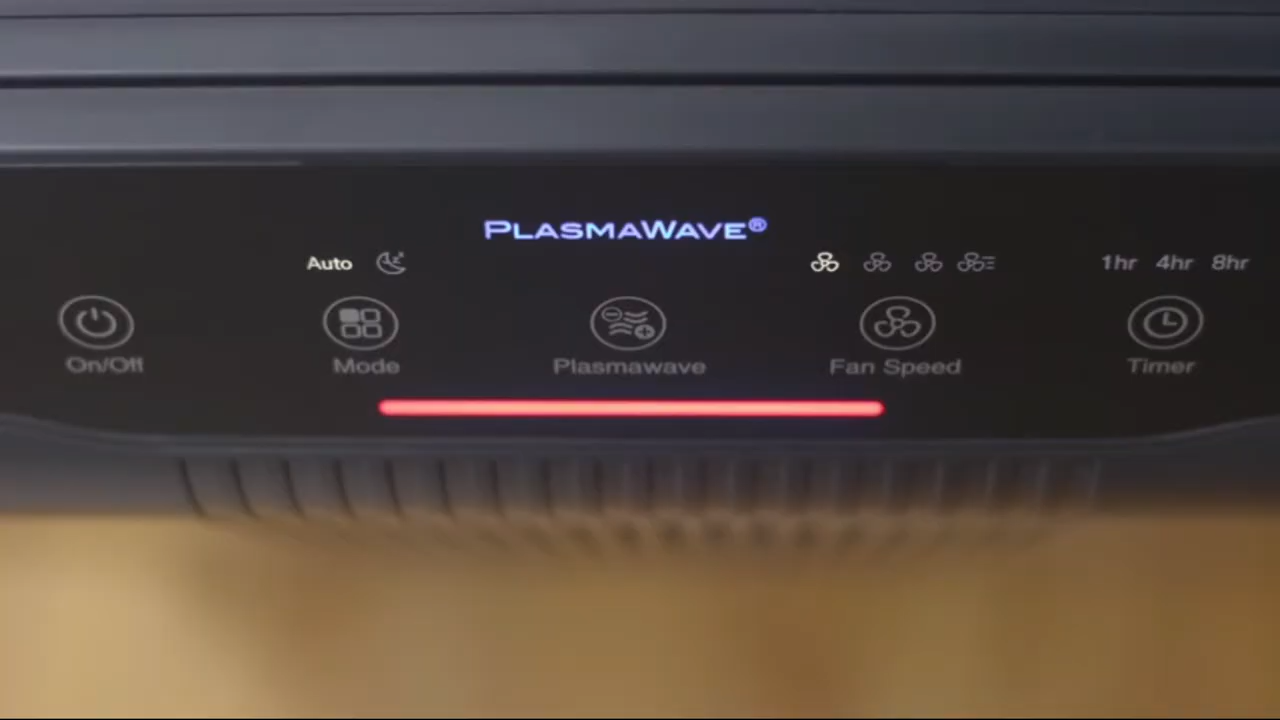 PLASMAWAVE®
Auto
1hr 4hr 8hr
On/Off
Mode
Plasmawave
Fan Speed
Timer